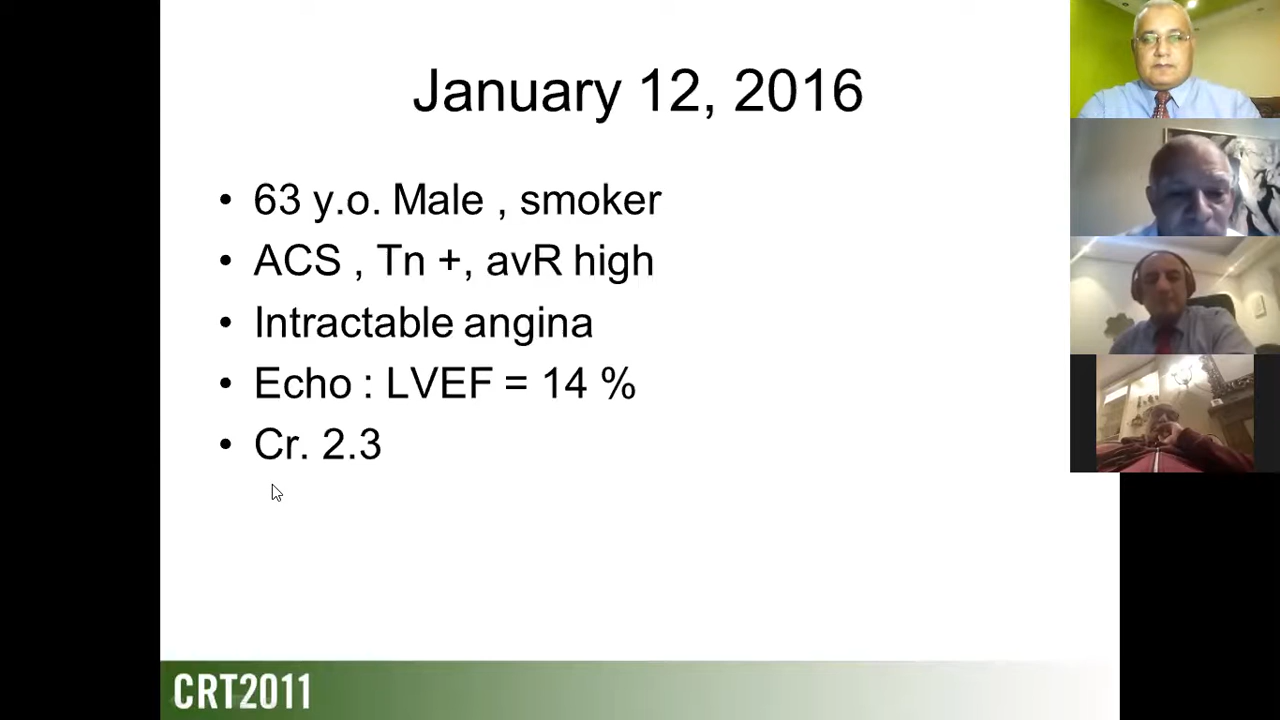 January 12, 2016
• 63 y.o. Male , smoker
• ACS , Tn +, avR high
• Intractable angina
• Echo : LVEF = 14 %
• Cr. 2.3
CRT2011